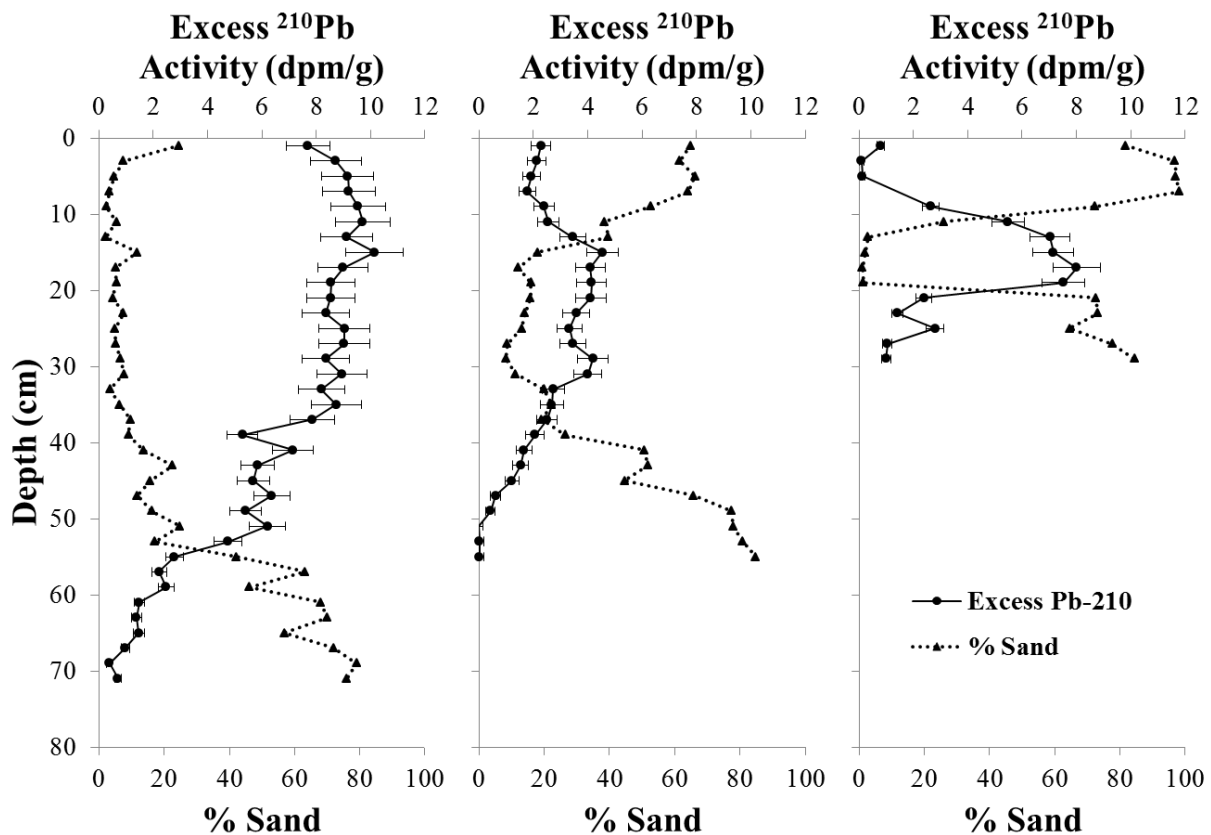 Excess ²¹⁰Pb
Activity (dpm/g)
0 2 4 6 8 10 12
Excess ²¹⁰Pb
Activity (dpm/g)
0 2 4 6 8 10 12
Excess ²¹⁰Pb
Activity (dpm/g)
0 2 4 6 8 10 12
Depth (cm)
0
10
20
30
40
50
60
70
80
Excess Pb-210
% Sand
0 20 40 60 80 100
% Sand
0 20 40 60 80 100
% Sand
0 20 40 60 80 100
% Sand